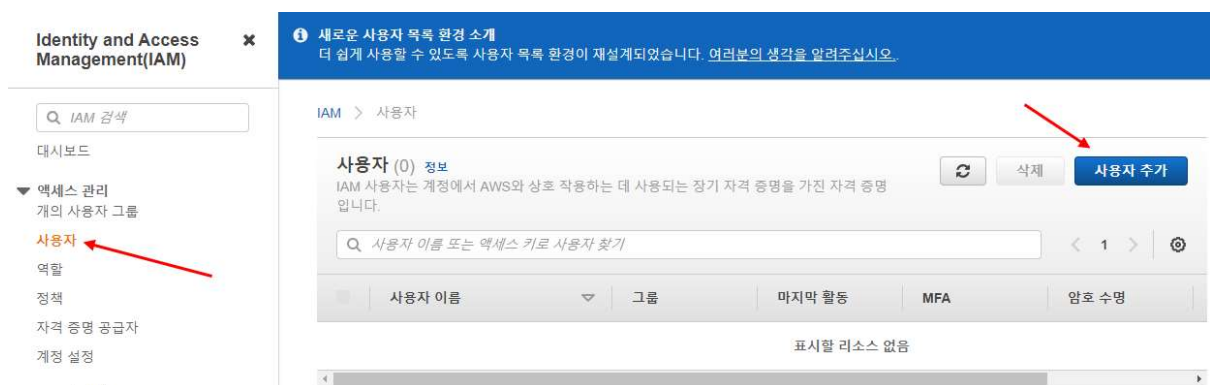 Identity and Access
Management(IAM)
IAM 검색
대시보드
액세스 관리
개의 사용자 그룹
사용자
역할
정책
자격 증명 공급자
계정 설정
새로운 사용자 목록 환경 소개
더 쉽게 사용할 수 있도록 사용자 목록 환경이 재설계되었습니다. 여러분의 생각을 알려주십시오..
IAM > 사용자
사용자 (0) 정보
IAM 사용자는 계정에서 AWS와 상호 작용하는 데 사용되는 장기 자격 증명을 가진 자격 증명
입니다.
삭제
사용자 추가
사용자 이름 또는 액세스 키로 사용자 찾기
< 1 >
사용자 이름 그룹 마지막 활동 MFA 암호 수명
표시할 리소스 없음